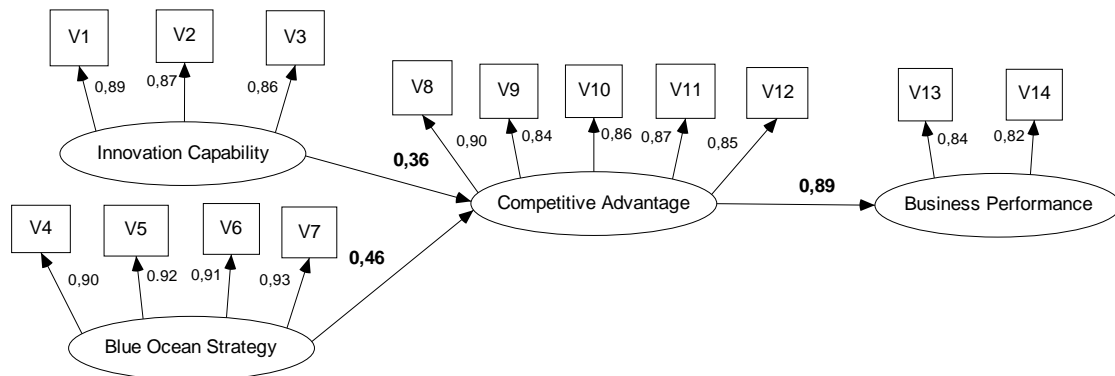 V1
V2
V3
0,89
0,87
0,86
Innovation Capability
0,36
V8
V9
V10
V11
V12
0,90
0,84
0,86
0,87
0,85
Competitive Advantage
0,89
V13
V14
0,84
0,82
Business Performance
V4
V5
V6
V7
0,90
0.92
0,91
0,93
0,46
Blue Ocean Strategy